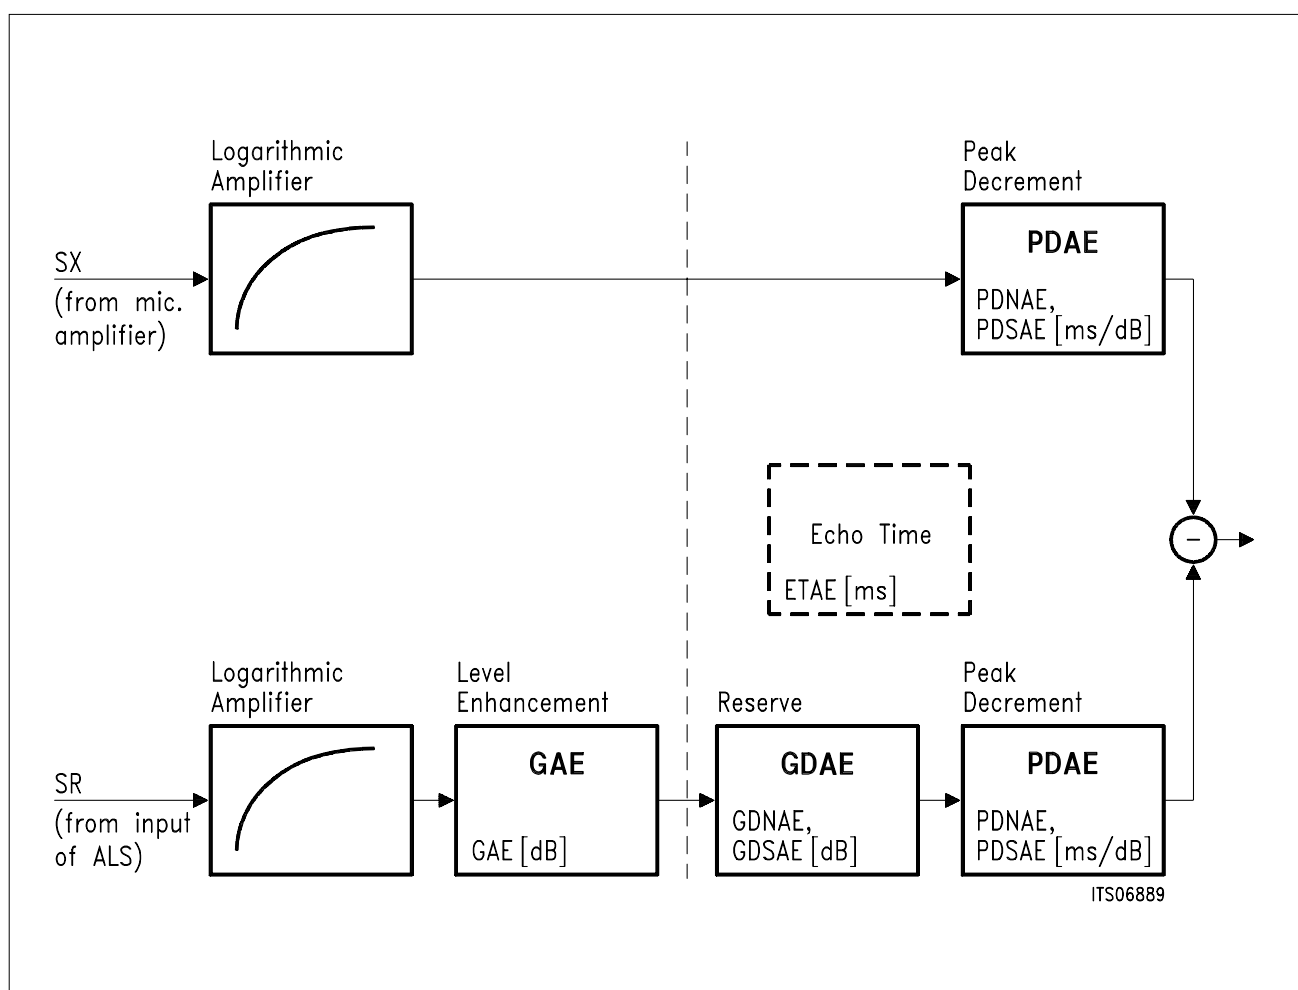 Logarithmic
Amplifier
Peak
Decrement
SX
(from mic.
amplifier)
PDAE
PDNAE,
PDSAE [ms/dB]
Echo Time
ETAE [ms]
-
Logarithmic
Amplifier
Level
Enhancement
Reserve
Peak
Decrement
SR
(from input
of ALS)
GAE
GAE [dB]
GDAE
GDNAE,
GDSAE [dB]
PDAE
PDNAE,
PDSAE [ms/dB]
ITS06889